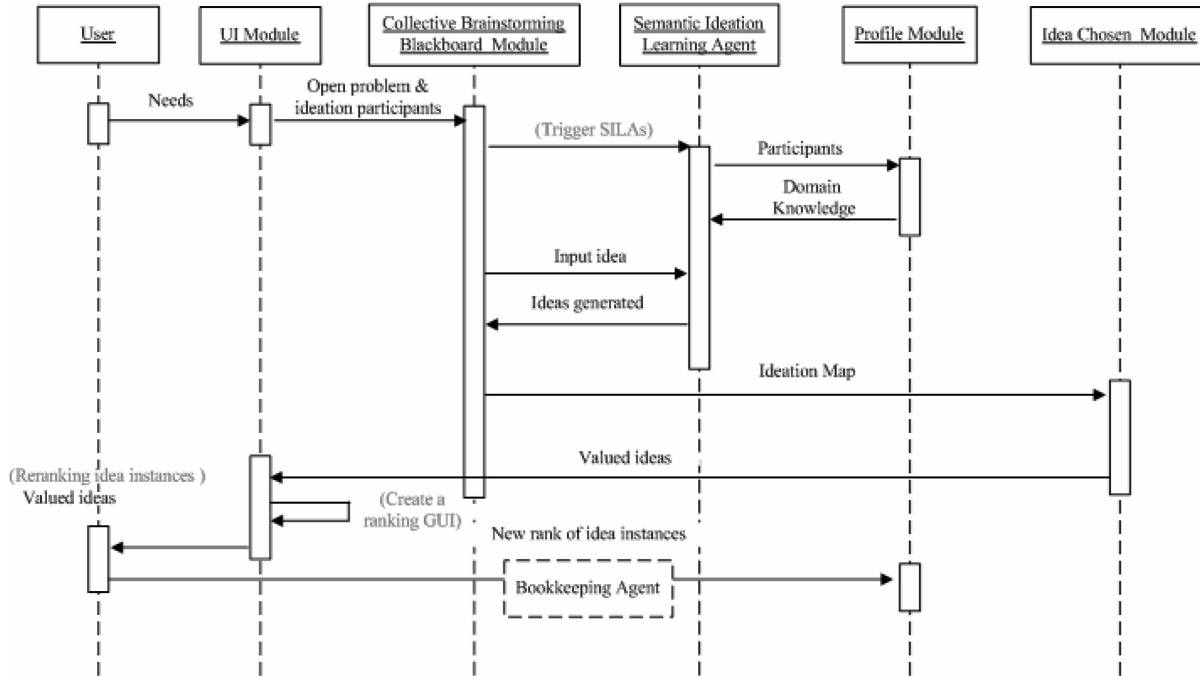 User
UI Module
Collective Brainstorming
Blackboard Module
Semantic Ideation
Learning Agent
Profile Module
Idea Chosen Module
Needs
Open problem &
ideation participants
(Trigger SILAs)
Participants
Domain
Knowledge
Input idea
Ideas generated
Ideation Map
Valued ideas
(Reranking idea instances )
Valued ideas
(Create a
ranking GUI)
New rank of idea instances
Bookkeeping Agent